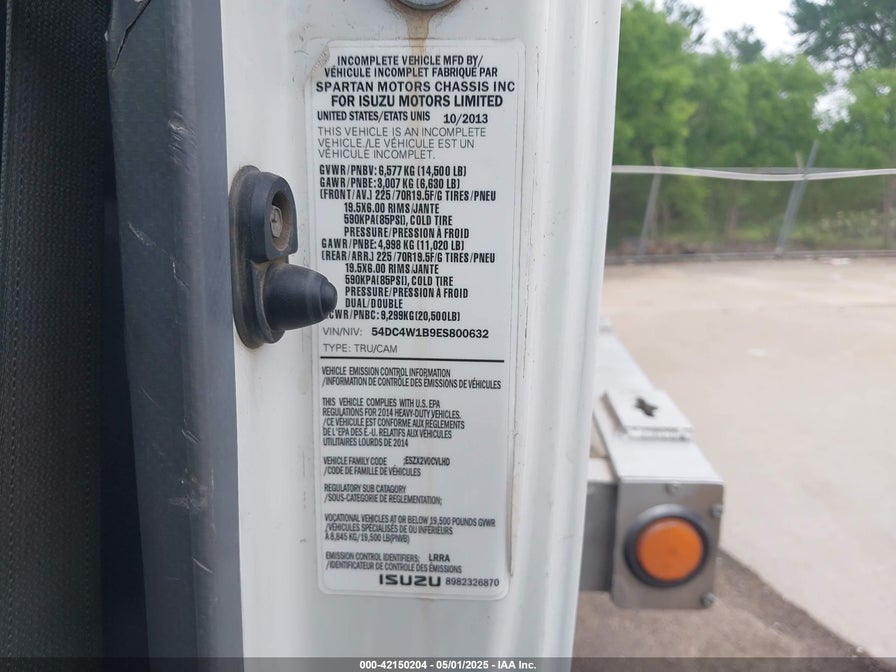 INCOMPLETE VEHICLE MFD BY/
VÉHICULE INCOMPLET FABRIQUÉ PAR
SPARTAN MOTORS CHASSIS INC
FOR ISUZU MOTORS LIMITED
UNITED STATES/ETATS UNIS 10/2013
THIS VEHICLE IS AN INCOMPLETE
VEHICLE./LE VÉHICULE EST UN
VÉHICULE INCOMPLET.
GVWR/PNBV: 6,577 KG (14,500 LB)
GAWR/PNBE: 3,007 KG (6,630 LB)
(FRONT/AV.) 225/70R19.5F/G TIRES/PNEU
19.5X6.00 RIMS/JANTE
590KPA(85PSI), COLD TIRE
PRESSURE/PRESSION À FROID
GAWR/PNBE: 4,998 KG (11,020 LB)
(REAR/ARR.) 225/70R19.5F/G TIRES/PNEU
19.5X6.00 RIMS/JANTE
590KPA(85PSI), COLD TIRE
PRESSURE/PRESSION À FROID
DUAL/DOUBLE
CWR/PNBC: 9,299KG(20,500LB)
VIN/NIV: 54DC4W1B9ES800632
TYPE: TRU/CAM
VEHICLE EMISSION CONTROL INFORMATION
/INFORMATION DE CONTRÔLE DES ÉMISSIONS DE VÉHICULES
THIS VEHICLE COMPLIES WITH U.S. EPA
REGULATIONS FOR 2014 HEAVY-DUTY VEHICLES.
/CE VÉHICULE EST CONFORME AUX RÈGLEMENTS
DE L'EPA DES É.-U. RELATIFS AUX VÉHICULES
UTILITAIRES LOURDS DE 2014
VEHICLE FAMILY CODE ;ESZX2VOCVLHD
/CODE DE FAMILLE DE VÉHICULES
REGULATORY SUB CATAGORY
/SOUS-CATEGORIE DE REGLEMENTATION;
VOCATIONAL VEHICLES AT OR BELOW 19,500 POUNDS GVWR
/VÉHICULES SPÉCIALISÉS DE OU INFÉRIEURS
À 8,845 KG/19,500 LB(PNVB)
EMISSION CONTROL IDENTIFIERS; LRRA
/IDENTIFICATEUR DE CONTRÔLE DES ÉMISSIONS
ISUZU 8982326870
000-42150204 - 05/01/2025 - IAA Inc.